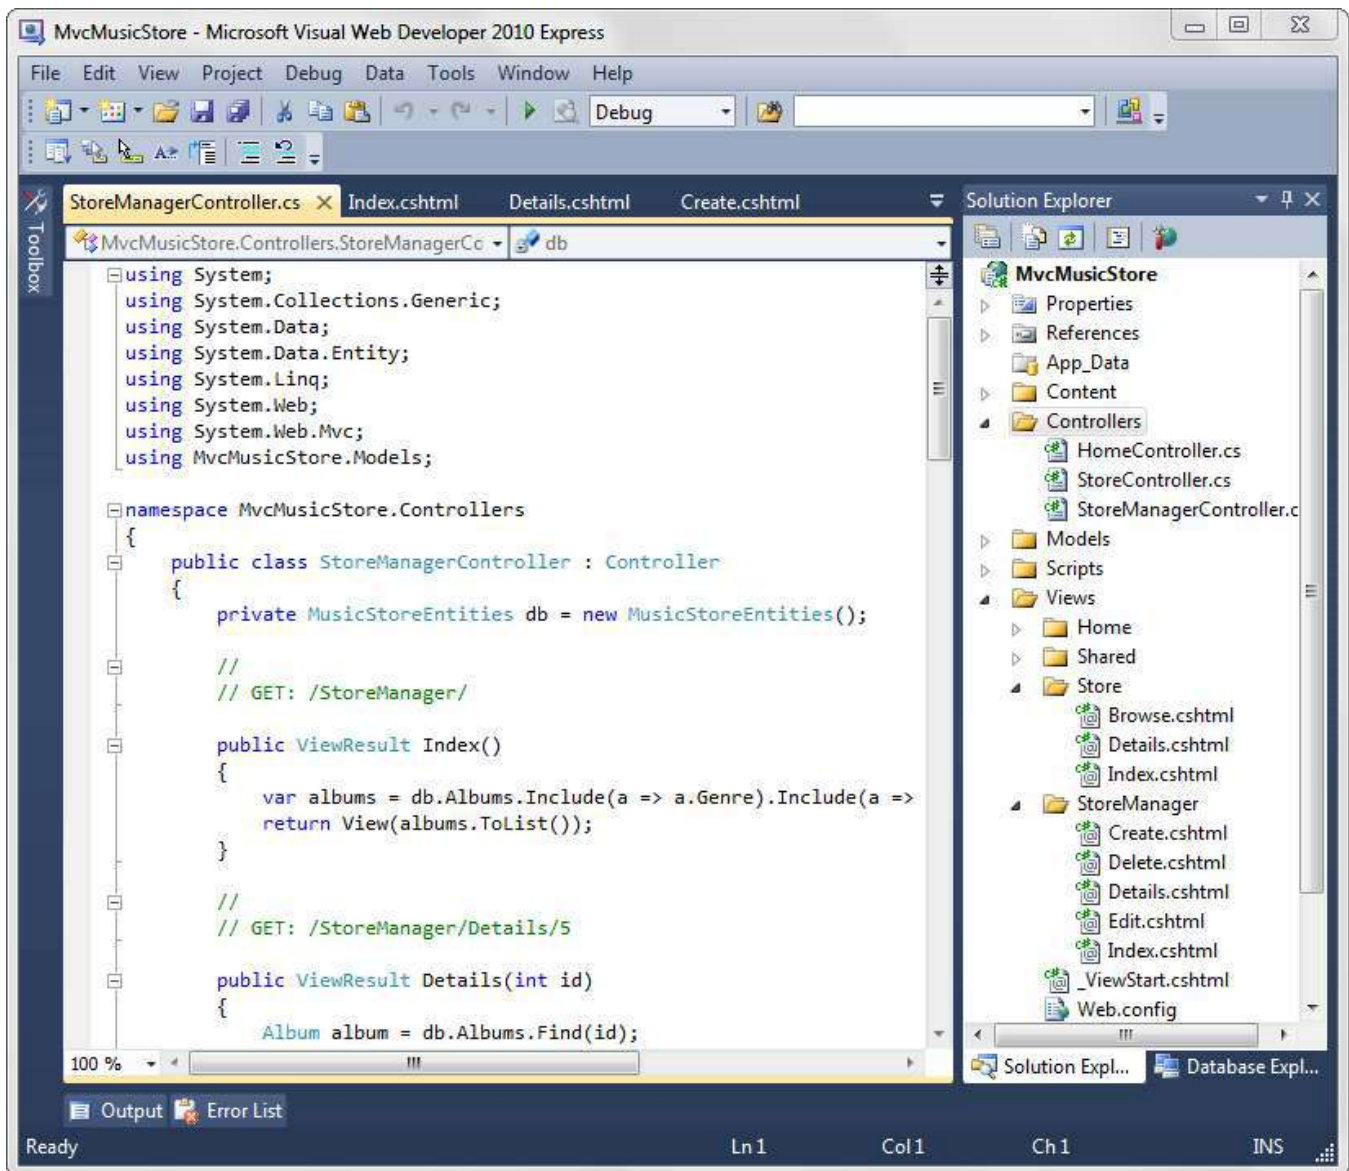 MvcMusicStore - Microsoft Visual Web Developer 2010 Express
File Edit View Project Debug Data Tools Window Help
Debug
Toolbox
StoreManagerController.cs Index.cshtml Details.cshtml Create.cshtml
MvcMusicStore.Controllers.StoreManagerCo db
using System;
using System.Collections.Generic;
using System.Data;
using System.Data.Entity;
using System.Linq;
using System.Web;
using System.Web.Mvc;
using MvcMusicStore.Models;
namespace MvcMusicStore.Controllers
{
public class StoreManagerController : Controller
{
private MusicStoreEntities db = new MusicStoreEntities();
//
// GET: /StoreManager/
public ViewResult Index()
{
var albums = db.Albums.Include(a => a.Genre).Include(a =>
return View(albums.ToList());
}
//
// GET: /StoreManager/Details/5
public ViewResult Details(int id)
{
Album album = db.Albums.Find(id);
100 %
Solution Explorer
MvcMusicStore
Properties
References
App_Data
Content
Controllers
HomeController.cs
StoreController.cs
StoreManagerController.c
Models
Scripts
Views
Home
Shared
Store
Browse.cshtml
Details.cshtml
Index.cshtml
StoreManager
Create.cshtml
Delete.cshtml
Details.cshtml
Edit.cshtml
Index.cshtml
_ViewStart.cshtml
Web.config
Solution Expl... Database Expl...
Output Error List
Ready Ln 1 Col 1 Ch 1 INS